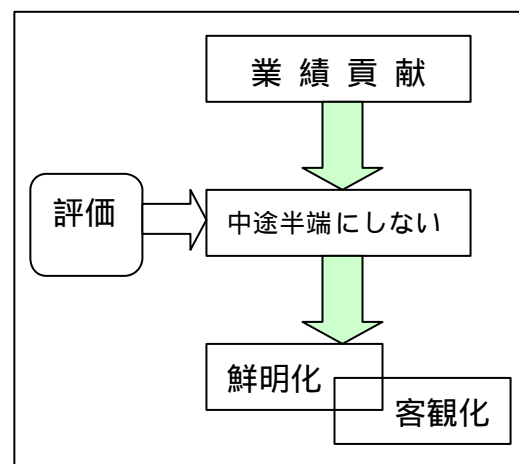 業績貢献
評価
中途半端にしない
鮮明化
客観化